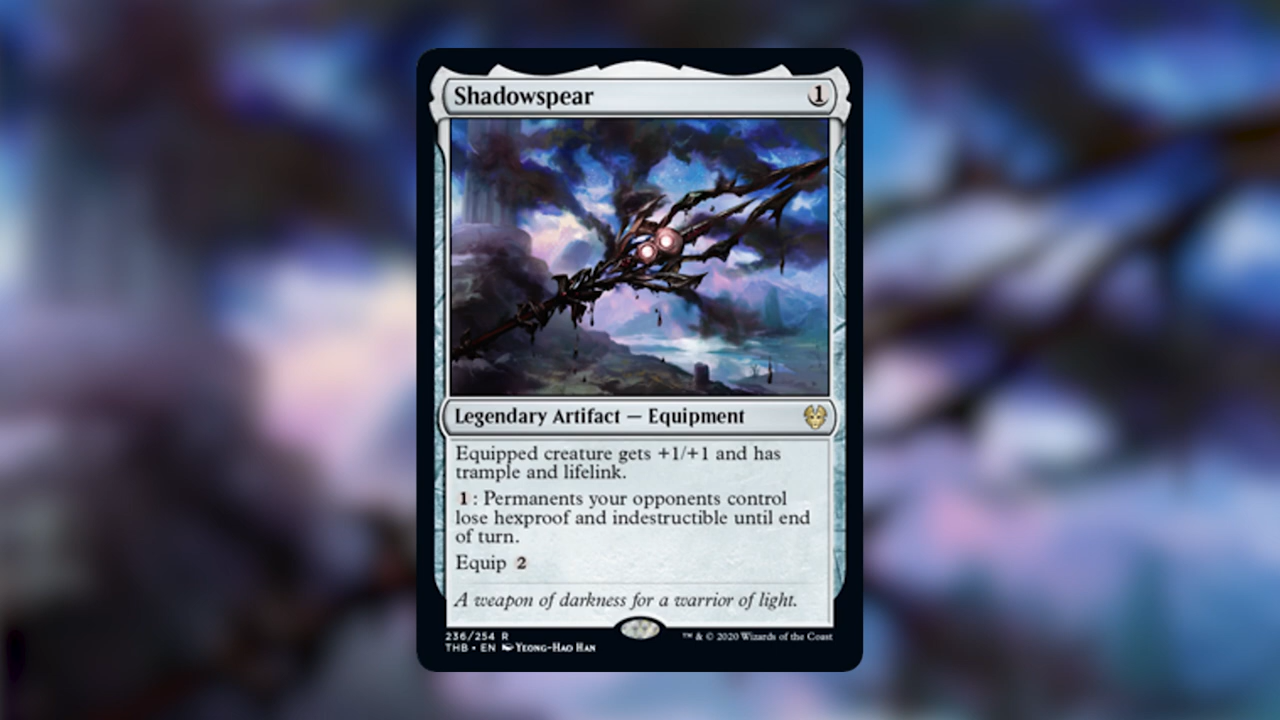 Shadowspear 1
Legendary Artifact — Equipment
Equipped creature gets +1/+1 and has
trample and lifelink.
1: Permanents your opponents control
lose hexproof and indestructible until end
of turn.
Equip 2
A weapon of darkness for a warrior of light.
236/254 R
THB • EN Yeong-Hao Han
™ & © 2020 Wizards of the Coast